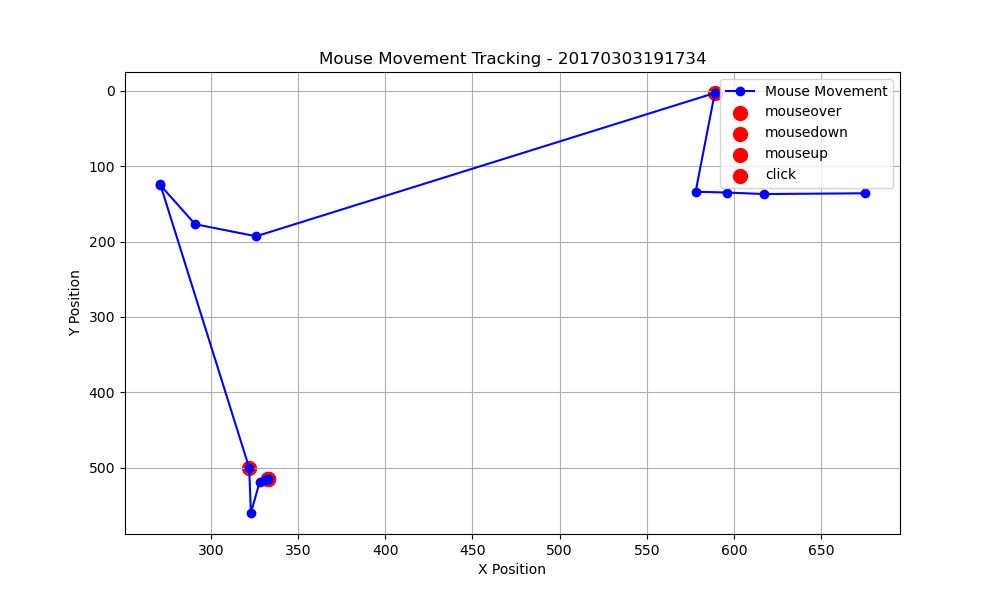 Mouse Movement Tracking - 20170303191734
Mouse Movement
mouseover
mousedown
mouseup
click
0
100
200
300
400
500
Y Position
300 350 400 450 500 550 600 650
X Position